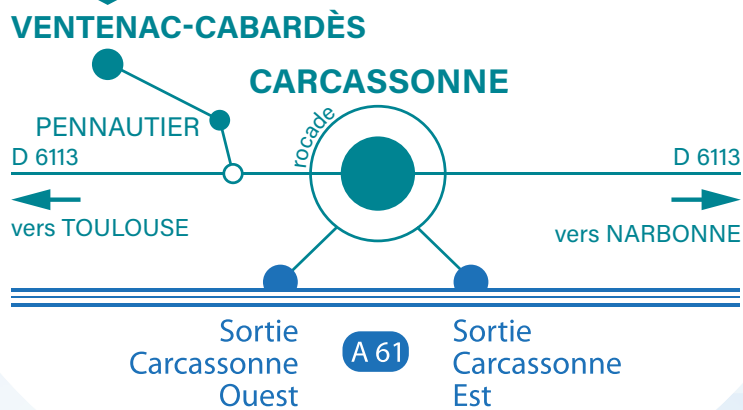 VENTENAC-CABARDÈS
CARCASSONNE
rocade
PENNAUTIER
D 6113
D 6113
vers TOULOUSE
vers NARBONNE
Sortie
Carcassonne
Ouest
A 61
Sortie
Carcassonne
Est